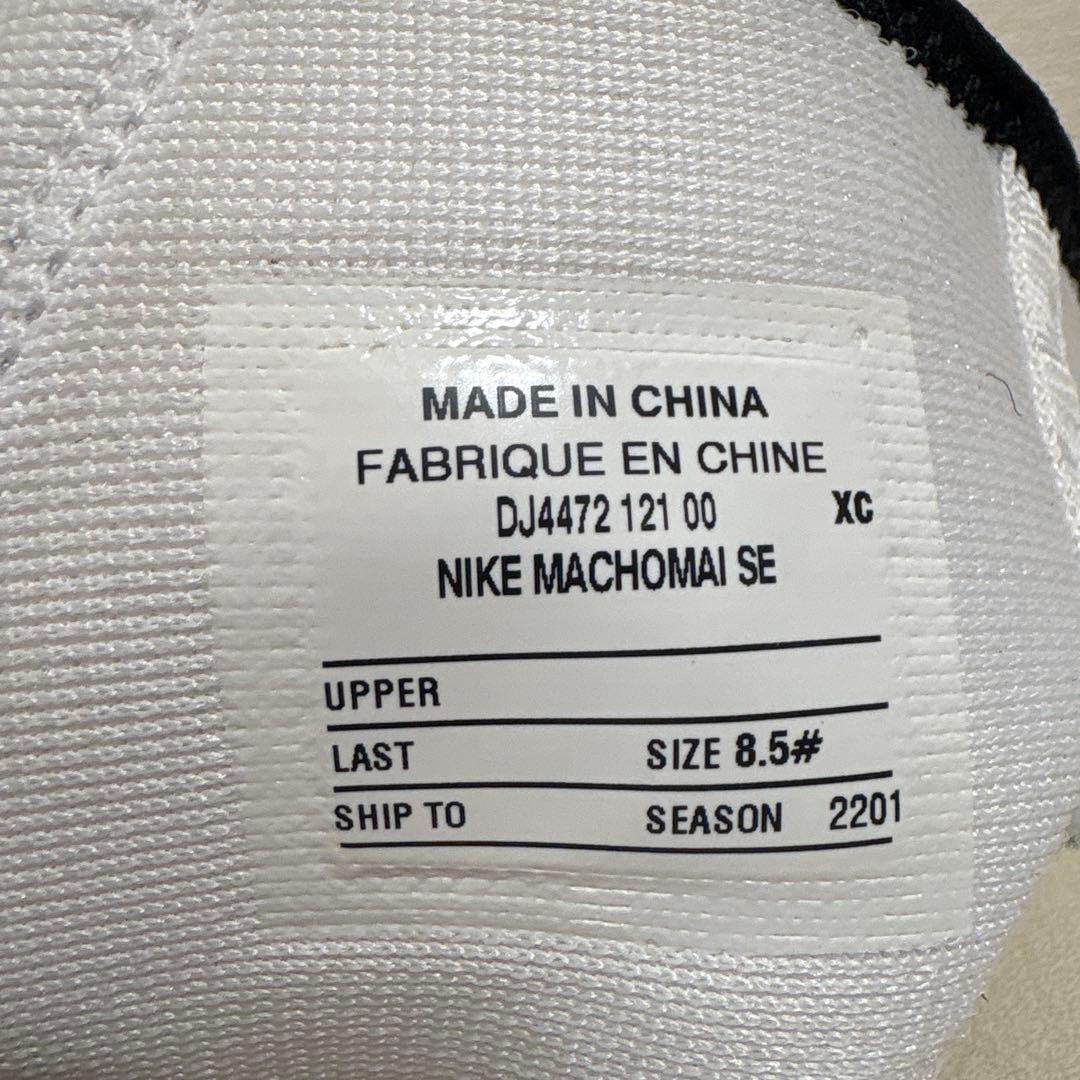 MADE IN CHINA
FABRIQUE EN CHINE
DJ4472 121 00 XC
NIKE MACHOMAI SE
UPPER
LAST SIZE 8.5#
SHIP TO SEASON 2201